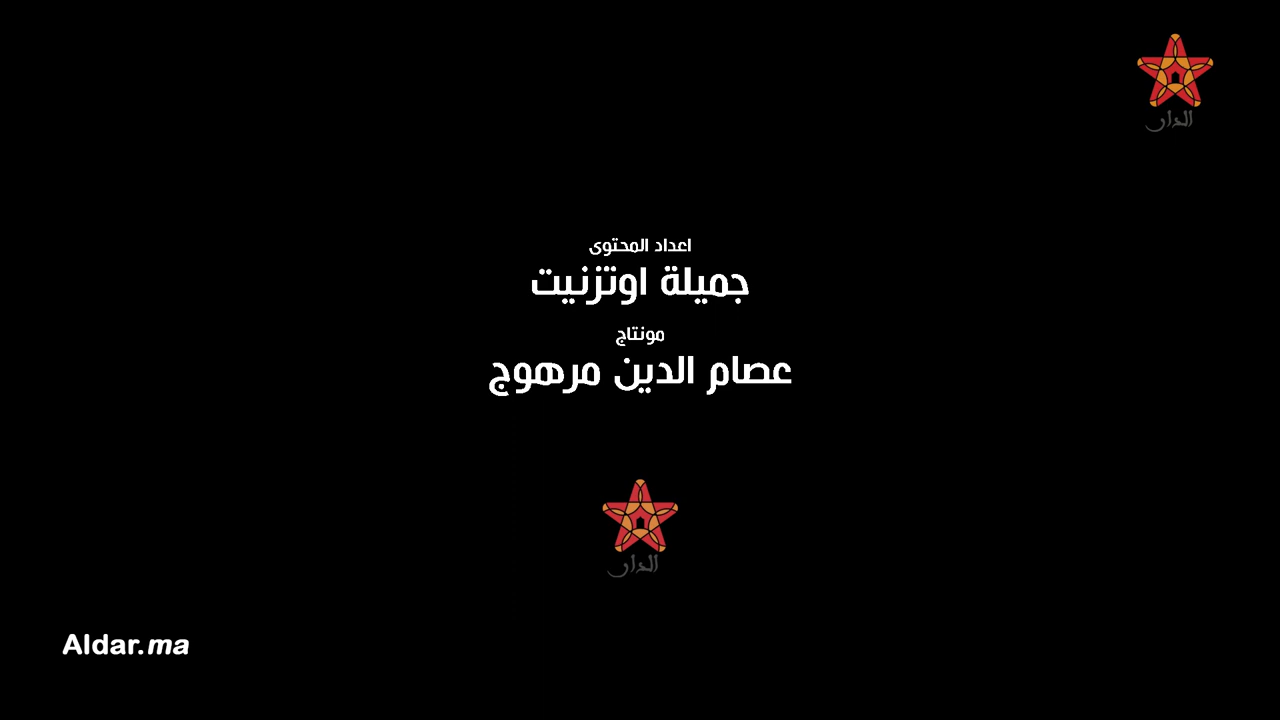 الدار
اعداد المحتوى
جميلة اوتزنيت
مونتاج
عصام الدين مرهوج
الدار
Aldar.ma